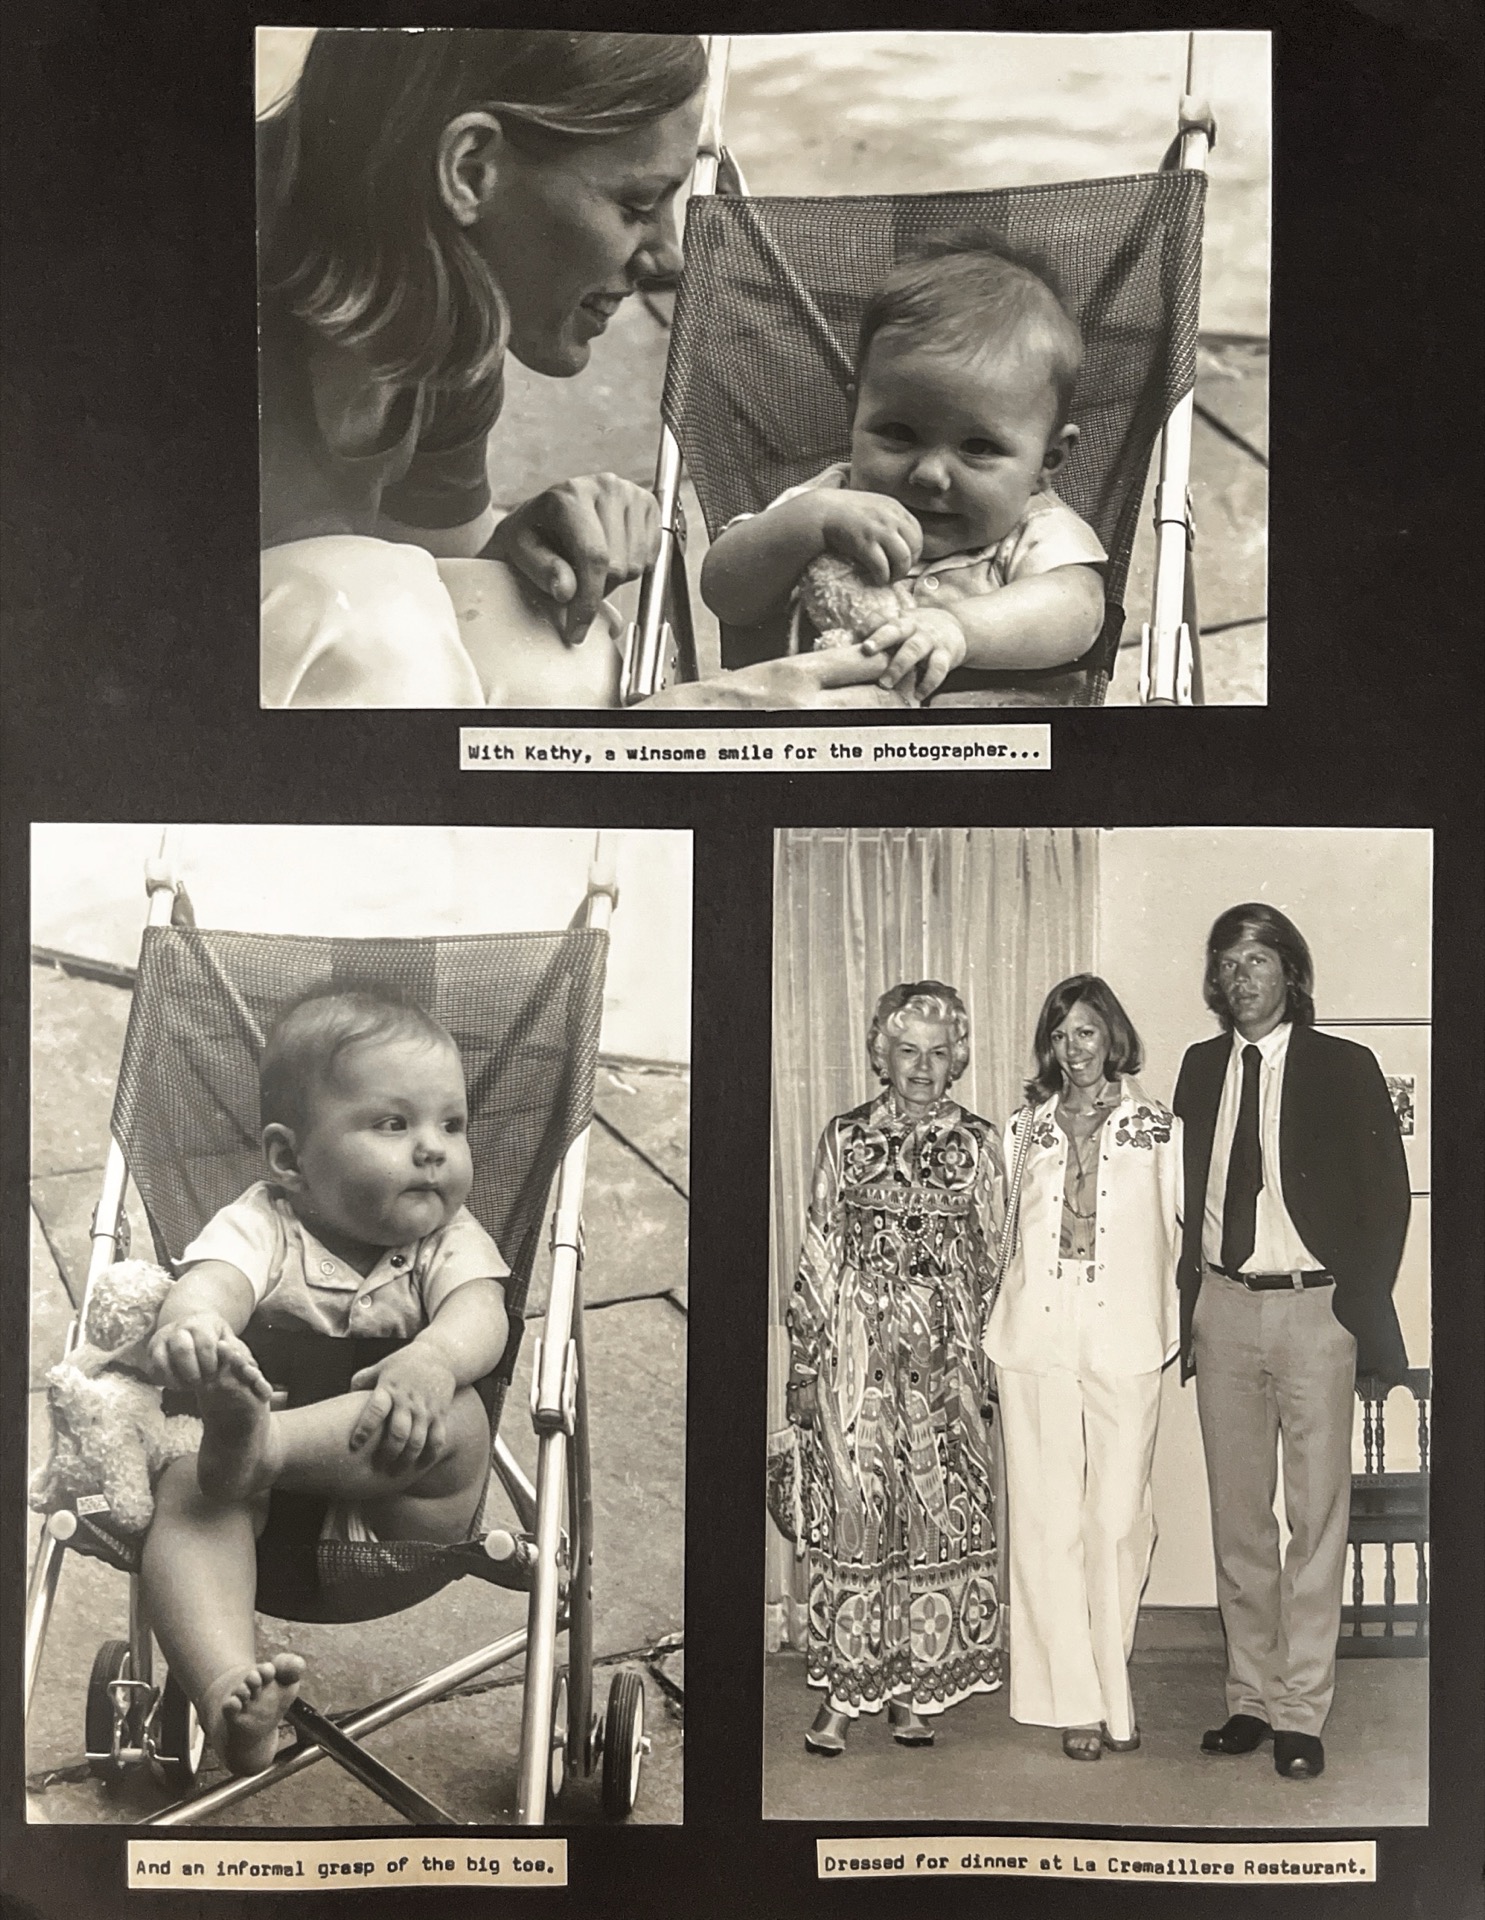 With Kathy, a winsome smile for the photographer...
And an informal grasp of the big toe.
Dressed for dinner at La Cremaillere Restaurant.